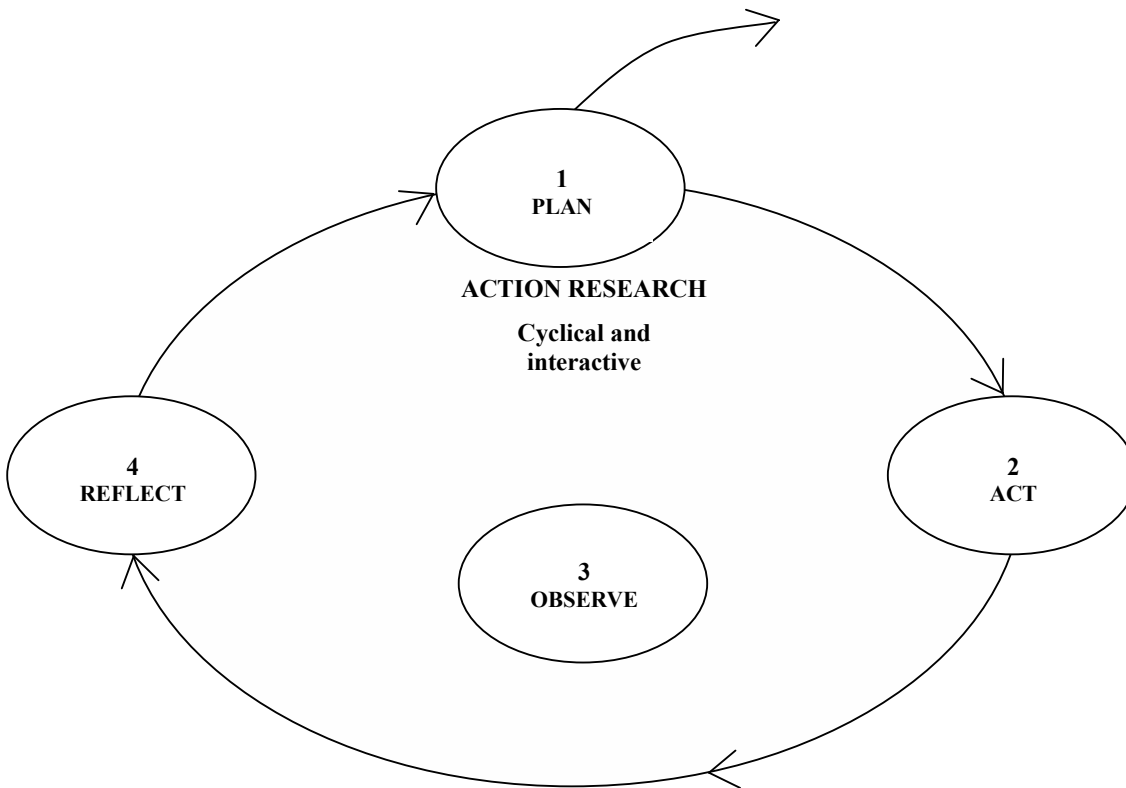 1
PLAN
ACTION RESEARCH
Cyclical and
interactive
2
ACT
3
OBSERVE
4
REFLECT